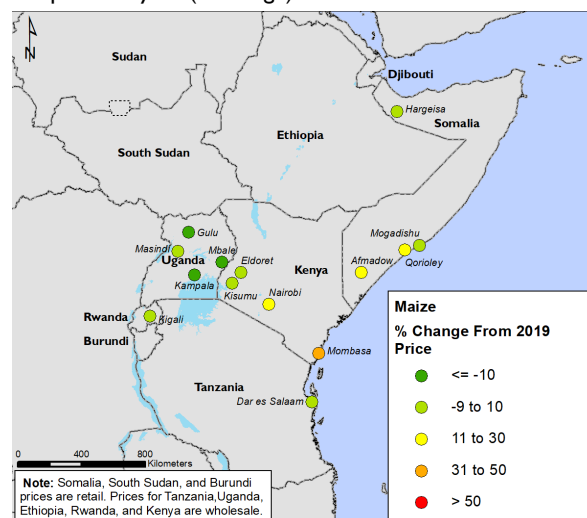 N
Sudan
Djibouti
Hargeisa
Somalia
Ethiopia
South Sudan
Mogadishu
Gulu
Masindi
Mbale
Eldoret
Qorioley
Uganda
Kenya
Afmadow
Kampala
Kisumu
Nairobi
Rwanda
Kigali
Burundi
Mombasa
Tanzania
Dar es Salaam
Maize
% Change From 2019
Price
<= -10
-9 to 10
11 to 30
31 to 50
> 50
0 200 400 800
Kilometers
Note: Somalia, South Sudan, and Burundi
prices are retail. Prices for Tanzania,Uganda,
Ethiopia, Rwanda, and Kenya are wholesale.